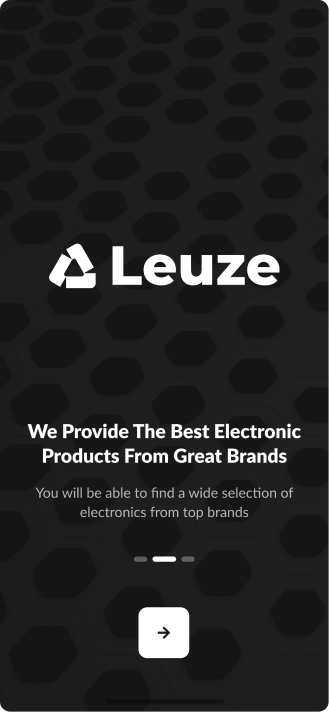 Leuze
We Provide The Best Electronic
Products From Great Brands
You will be able to find a wide selection of
electronics from top brands